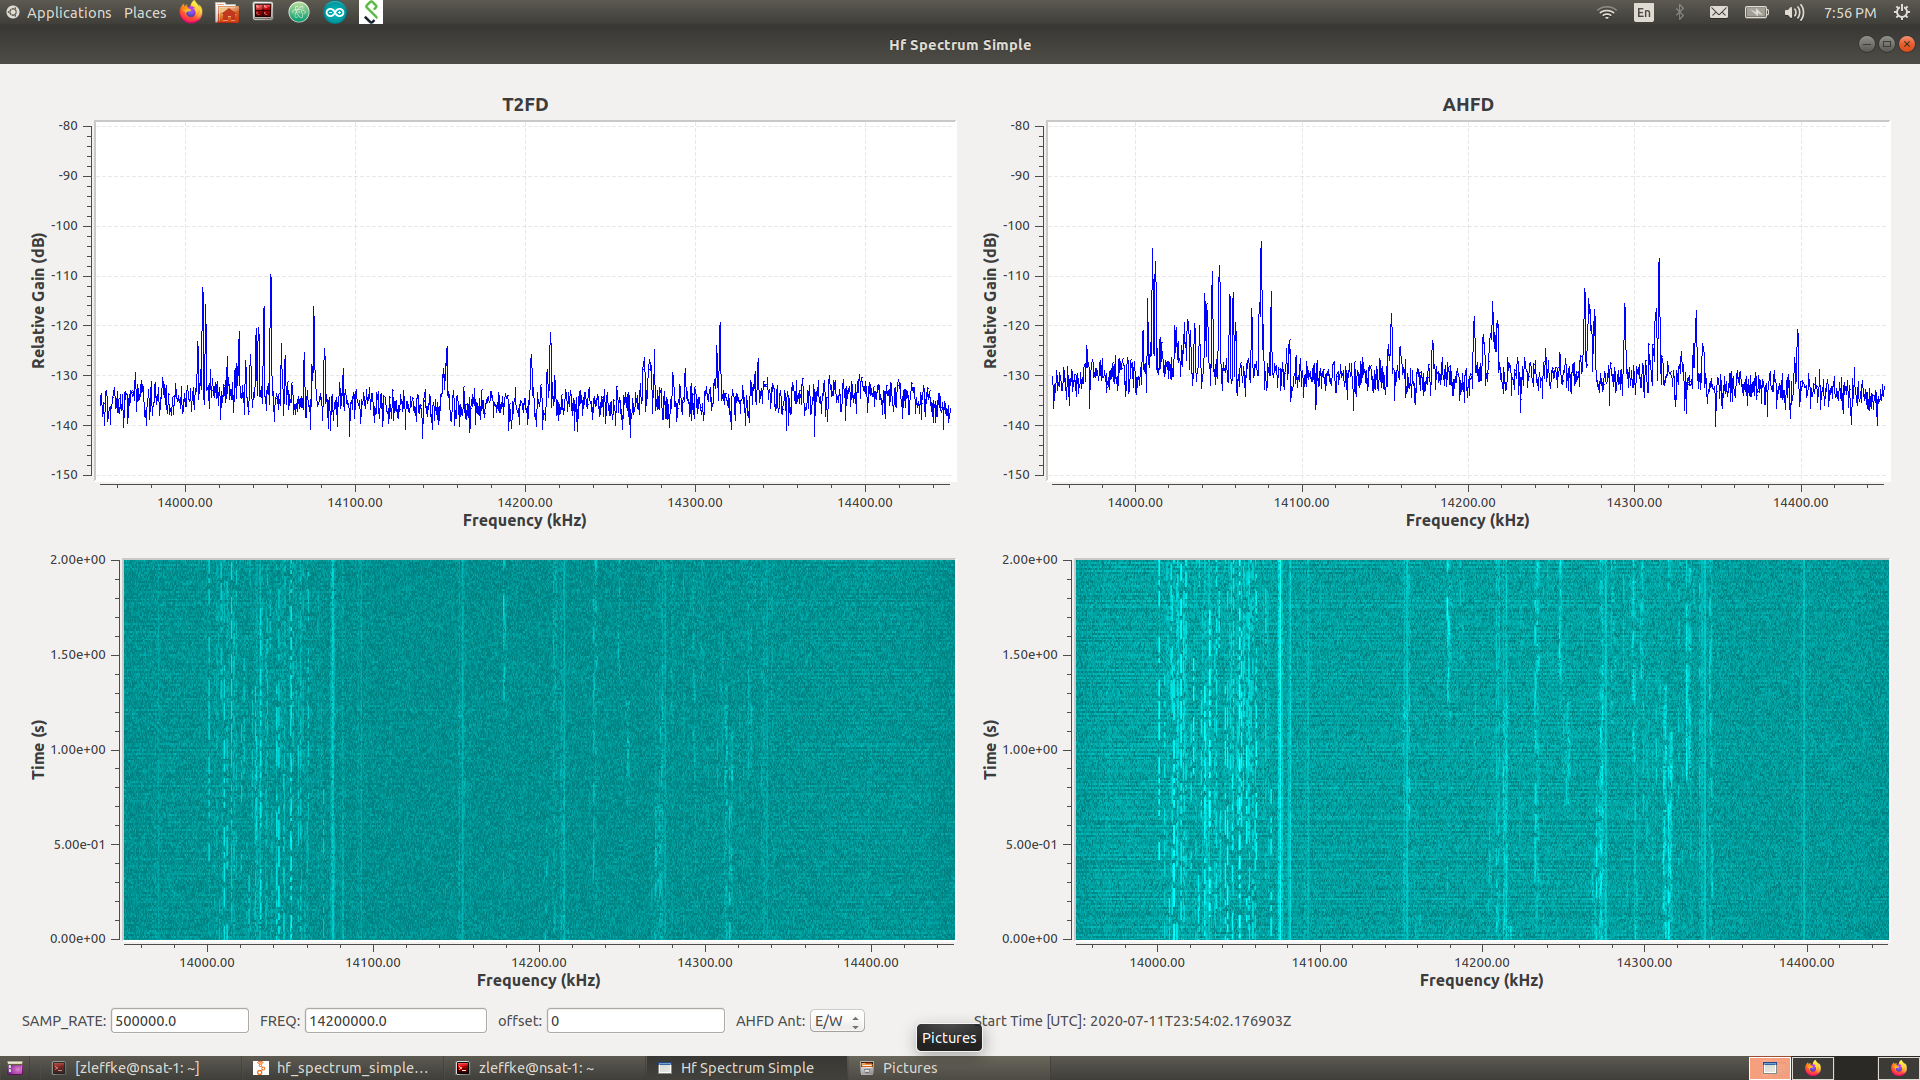 Applications Places En 7:56 PM
Hf Spectrum Simple
T2FD
-80
-90
-100
-110
-120
-130
-140
-150
Relative Gain (dB)
14000.00 14100.00 14200.00 14300.00 14400.00
Frequency (kHz)
AHFD
-80
-90
-100
-110
-120
-130
-140
-150
Relative Gain (dB)
14000.00 14100.00 14200.00 14300.00 14400.00
Frequency (kHz)
2.00e+00
1.50e+00
1.00e+00
5.00e-01
0.00e+00
Time (s)
14000.00 14100.00 14200.00 14300.00 14400.00
Frequency (kHz)
2.00e+00
1.50e+00
1.00e+00
5.00e-01
0.00e+00
Time (s)
14000.00 14100.00 14200.00 14300.00 14400.00
Frequency (kHz)
SAMP_RATE: 500000.0 FREQ: 14200000.0 offset: 0 AHFD Ant: E/W Start Time [UTC]: 2020-07-11T23:54:02.176903Z
Pictures
[zleffke@nsat-1: ~] hf_spectrum_simple... zleffke@nsat-1: ~ Hf Spectrum Simple Pictures